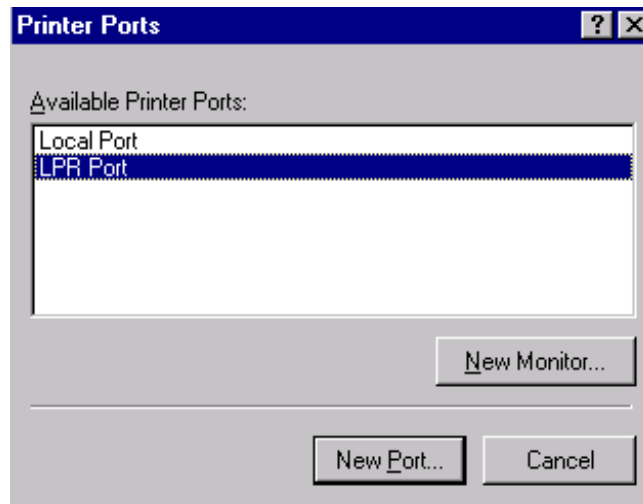 Printer Ports
Available Printer Ports:
Local Port
LPR Port
New Monitor...
New Port...
Cancel